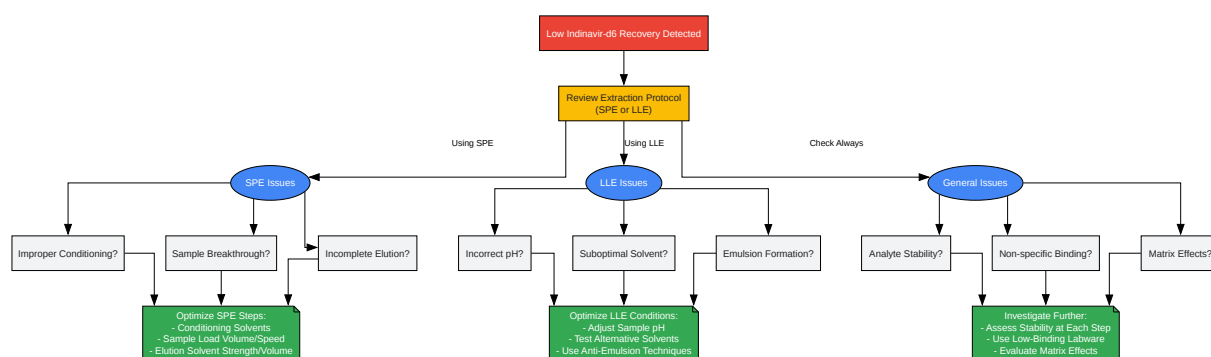 Low Indinavir-d6 Recovery Detected
Review Extraction Protocol
(SPE or LLE)
Using SPE
Using LLE
Check Always
SPE Issues
LLE Issues
General Issues
Improper Conditioning?
Sample Breakthrough?
Incomplete Elution?
Incorrect pH?
Suboptimal Solvent?
Emulsion Formation?
Analyte Stability?
Non-specific Binding?
Matrix Effects?
Optimize SPE Steps:
- Conditioning Solvents
- Sample Load Volume/Speed
- Elution Solvent Strength/Volume
Optimize LLE Conditions:
- Adjust Sample pH
- Test Alternative Solvents
- Use Anti-Emulsion Techniques
Investigate Further:
- Assess Stability at Each Step
- Use Low-Binding Labware
- Evaluate Matrix Effects